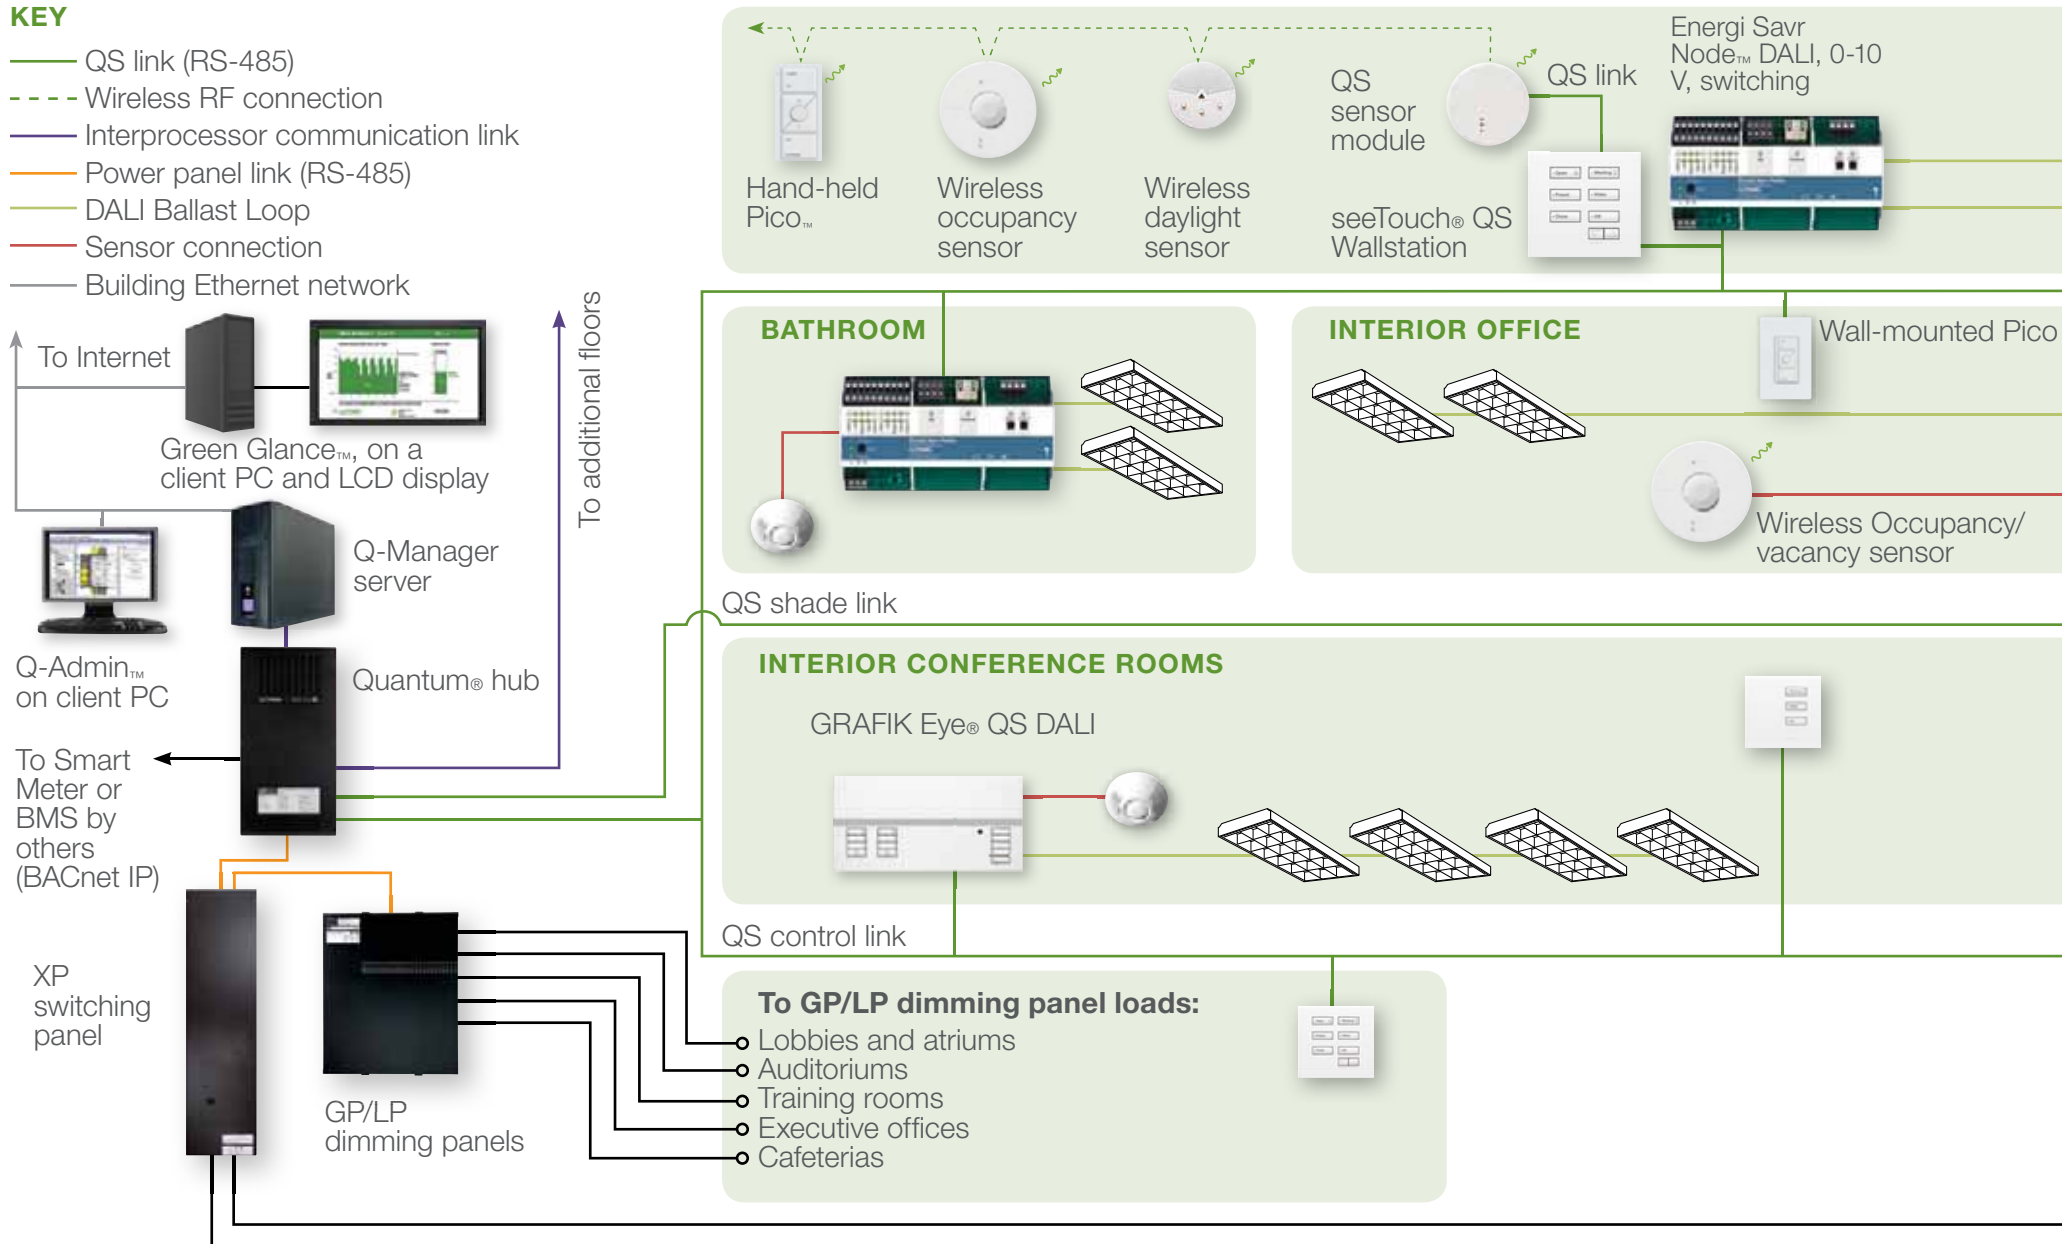 KEY
QS link (RS-485)
Wireless RF connection
Interprocessor communication link
Power panel link (RS-485)
DALI Ballast Loop
Sensor connection
Building Ethernet network
To Internet
Green Glance™, on a
client PC and LCD display
To additional floors
Q-Manager
server
Q-Admin™
on client PC
Quantum® hub
To Smart
Meter or
BMS by
others
(BACnet IP)
XP
switching
panel
GP/LP
dimming panels
Hand-held
Pico™
Wireless
occupancy
sensor
Wireless
daylight
sensor
QS
sensor
module
QS link
seeTouch® QS
Wallstation
Energi Savr
Node™ DALI, 0-10
V, switching
BATHROOM
INTERIOR OFFICE
Wall-mounted Pico
Wireless Occupancy/
vacancy sensor
QS shade link
INTERIOR CONFERENCE ROOMS
GRAFIK Eye® QS DALI
QS control link
To GP/LP dimming panel loads:
Lobbies and atriums
Auditoriums
Training rooms
Executive offices
Cafeterias